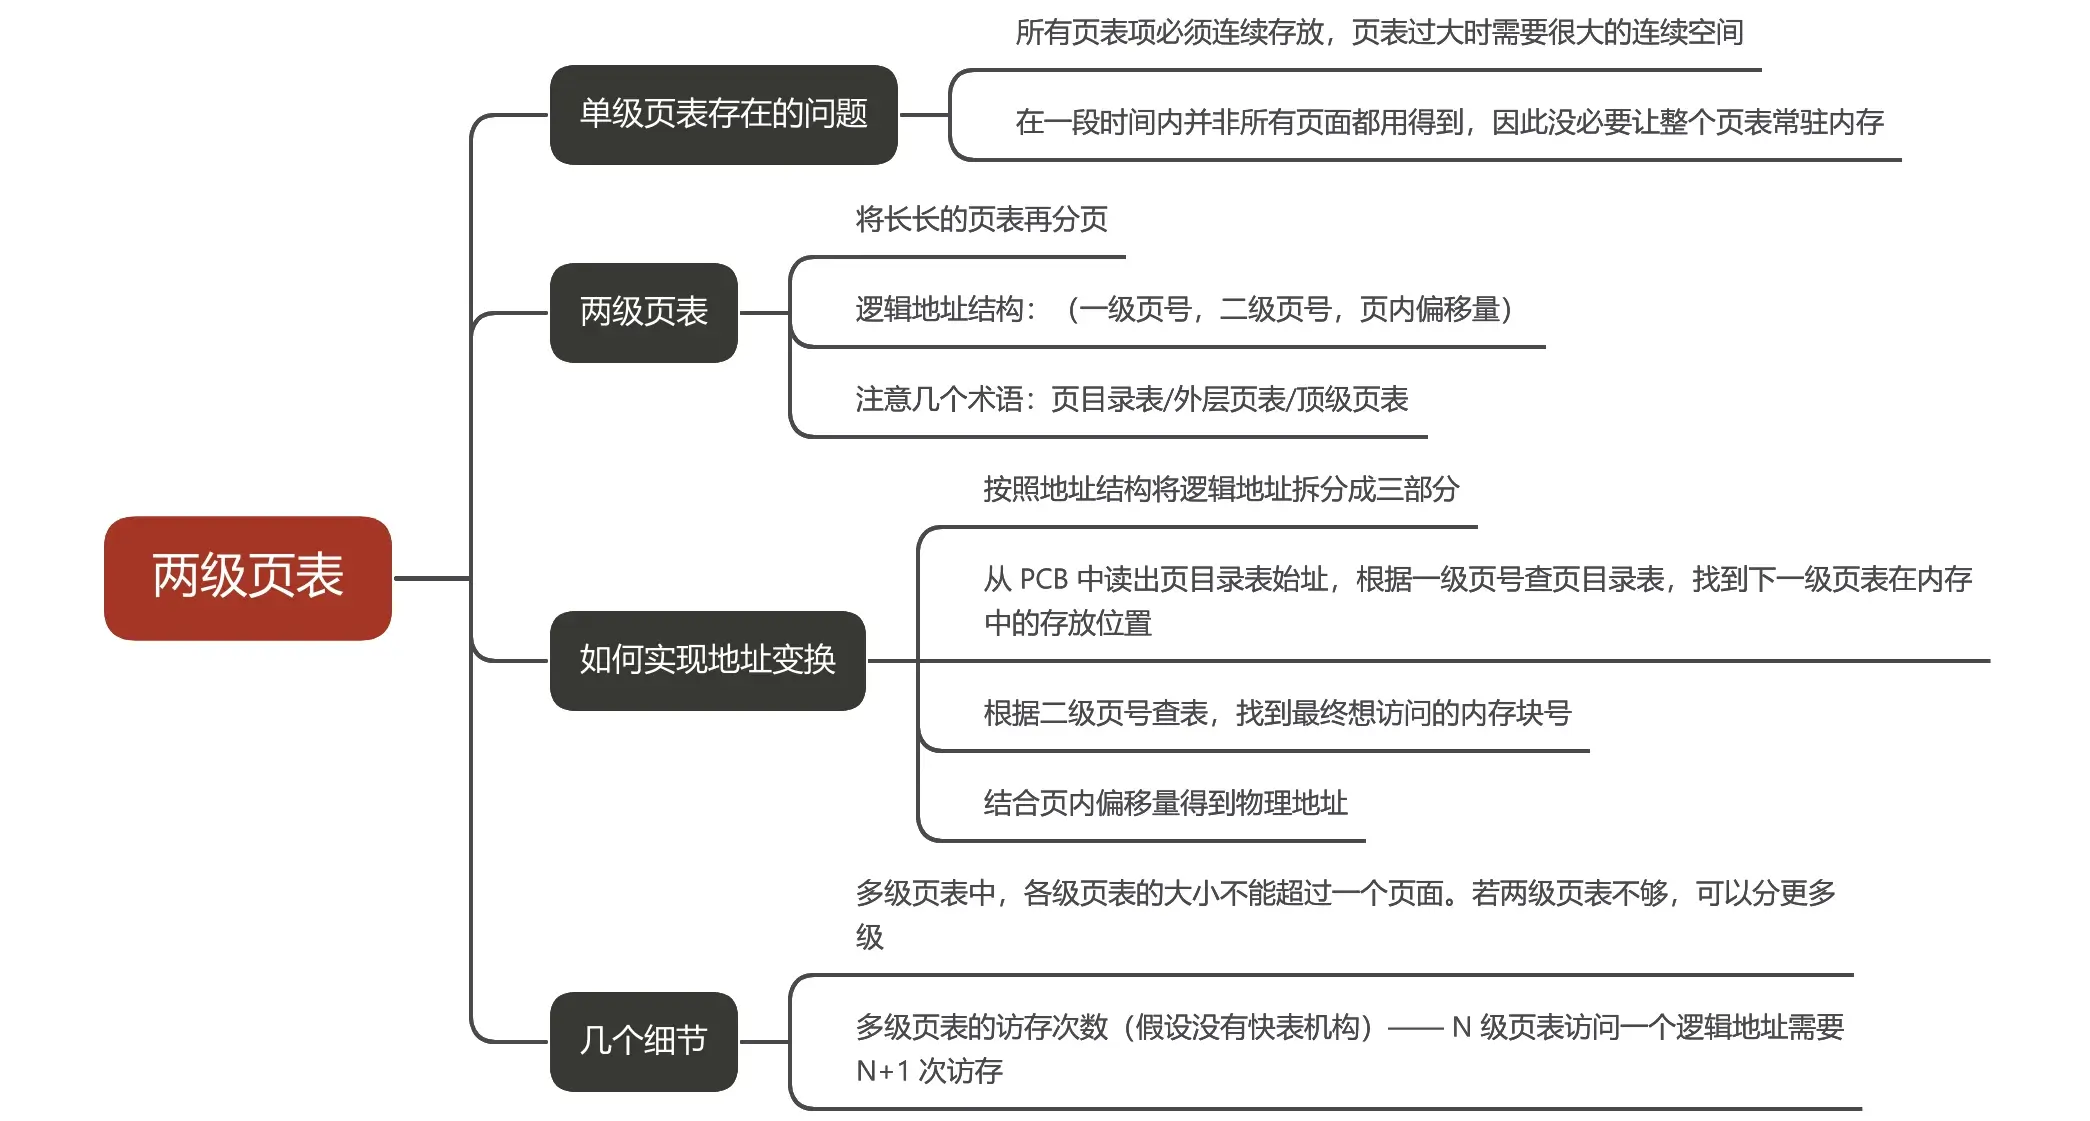 所有页表项必须连续存放，页表过大时需要很大的连续空间
单级页表存在的问题
在一段时间内并非所有页面都用得到，因此没必要让整个页表常驻内存
将长长的页表再分页
两级页表
逻辑地址结构：（一级页号，二级页号，页内偏移量）
注意几个术语：页目录表/外层页表/顶级页表
两级页表
按照地址结构将逻辑地址拆分成三部分
从 PCB 中读出页目录表始址，根据一级页号查页目录表，找到下一级页表在内存
中的存放位置
如何实现地址变换
根据二级页号查表，找到最终想访问的内存块号
结合页内偏移量得到物理地址
多级页表中，各级页表的大小不能超过一个页面。若两级页表不够，可以分更多
级
几个细节
多级页表的访存次数（假设没有快表机构）—— N 级页表访问一个逻辑地址需要
N+1 次访存